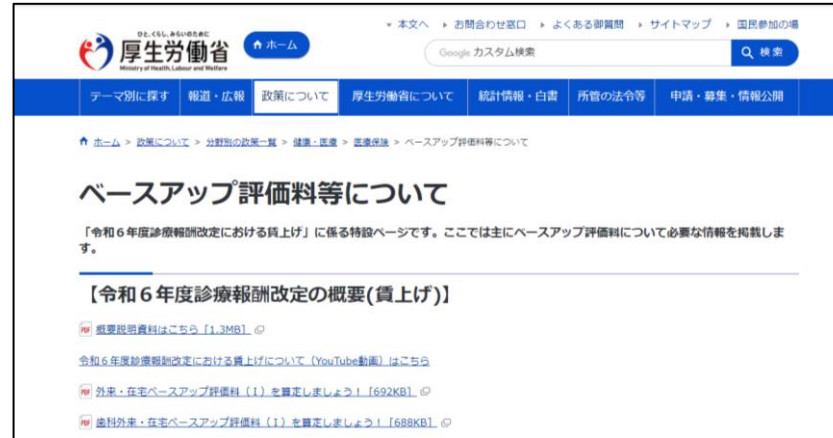 本文へ お問合わせ窓口 よくある御質問 サイトマップ 国民参加の場
ひと、くらし、みらいのために
厚生労働省
Ministry of Health, Labour and Welfare
ホーム
Google カスタム検索
検索
テーマ別に探す 報道・広報 政策について 厚生労働省について 統計情報・白書 所管の法令等 申請・募集・情報公開
ホーム > 政策について > 分野別の政策一覧 > 健康・医療 > 医療保険 > ベースアップ評価料等について
ベースアップ評価料等について
「令和6年度診療報酬改定における賃上げ」に係る特設ページです。ここでは主にベースアップ評価料について必要な情報を掲載しま
す。
【令和6年度診療報酬改定の概要(賃上げ)】
PDF 概要説明資料はこちら [1.3MB]
令和6年度診療報酬改定における賃上げについて（YouTube動画）はこちら
PDF 外来・在宅ベースアップ評価料（Ⅰ）を算定しましょう！ [692KB]
PDF 歯科外来・在宅ベースアップ評価料（Ⅰ）を算定しましょう！ [688KB]